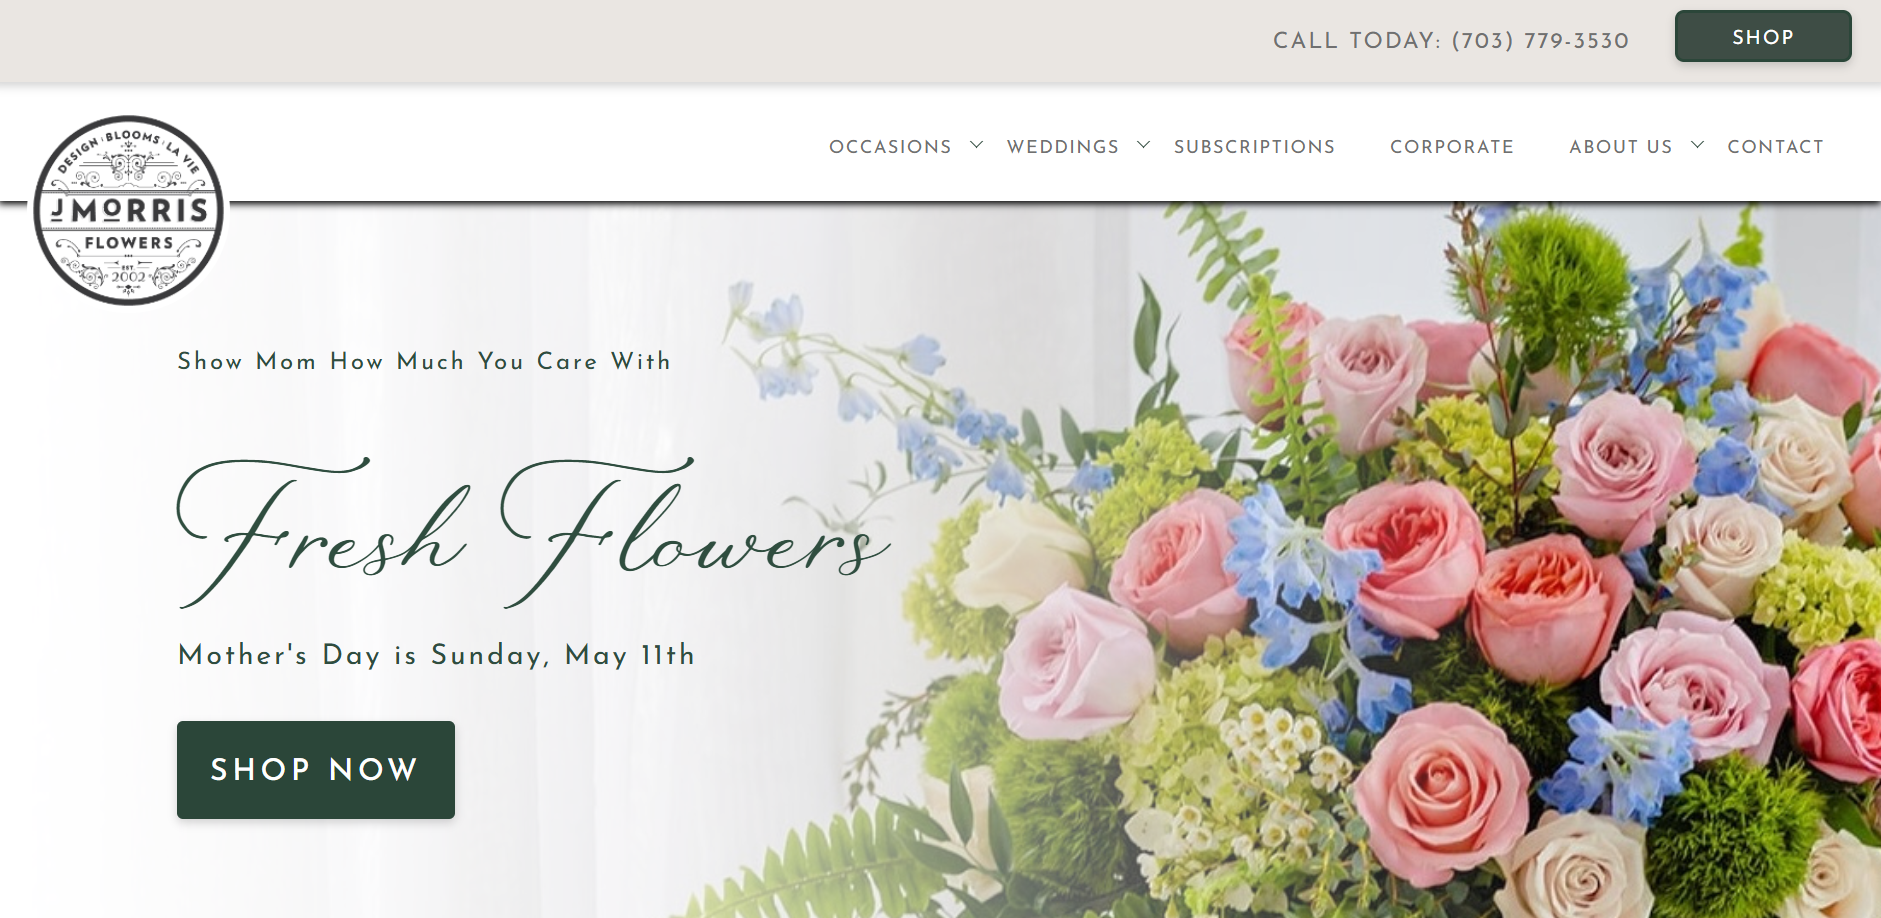 CALL TODAY: (703) 779-3530
SHOP
DESIGN BLOOMS LA VIE
JMORRIS
FLOWERS
EST.
2002
OCCASIONS
WEDDINGS
SUBSCRIPTIONS
CORPORATE
ABOUT US
CONTACT
Show Mom How Much You Care With
Fresh Flowers
Mother's Day is Sunday, May 11th
SHOP NOW